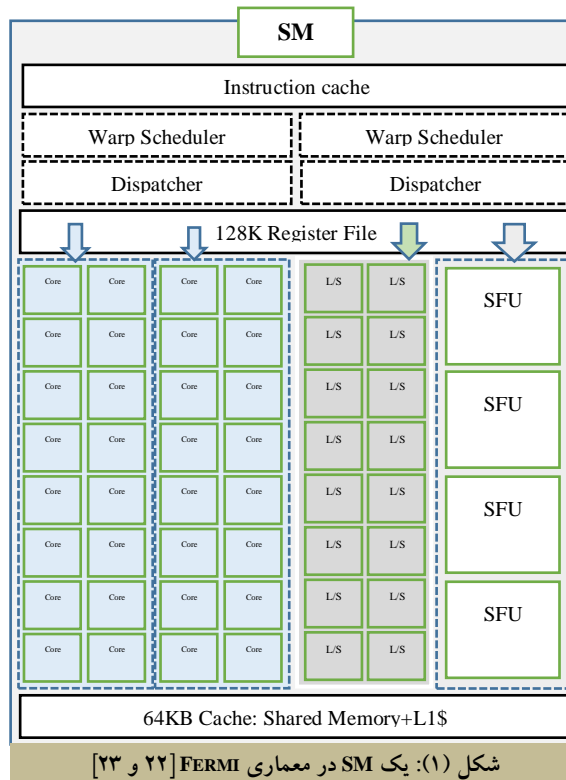 SM
Instruction cache
Warp Scheduler Warp Scheduler
Dispatcher Dispatcher
128K Register File
Core Core Core Core L/S L/S SFU
Core Core Core Core L/S L/S
Core Core Core Core L/S L/S SFU
Core Core Core Core L/S L/S
Core Core Core Core L/S L/S SFU
Core Core Core Core L/S L/S
Core Core Core Core L/S L/S SFU
Core Core Core Core L/S L/S
64KB Cache: Shared Memory+L1$
شکل (۱): یک SM در معماری FERMI [۲۲ و ۲۳]